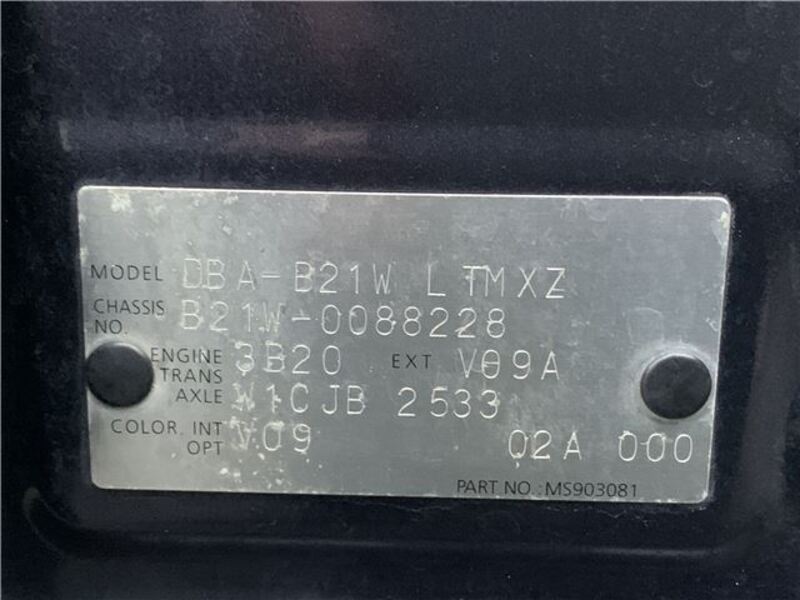 MODEL DBA-B21W LTMXZ
CHASSIS NO. B21W-0088228
ENGINE 3B20 EXT V09A
TRANS AXLE W1CJB 2533
COLOR. INT OPT V09 02A 000
PART NO.:MS903081